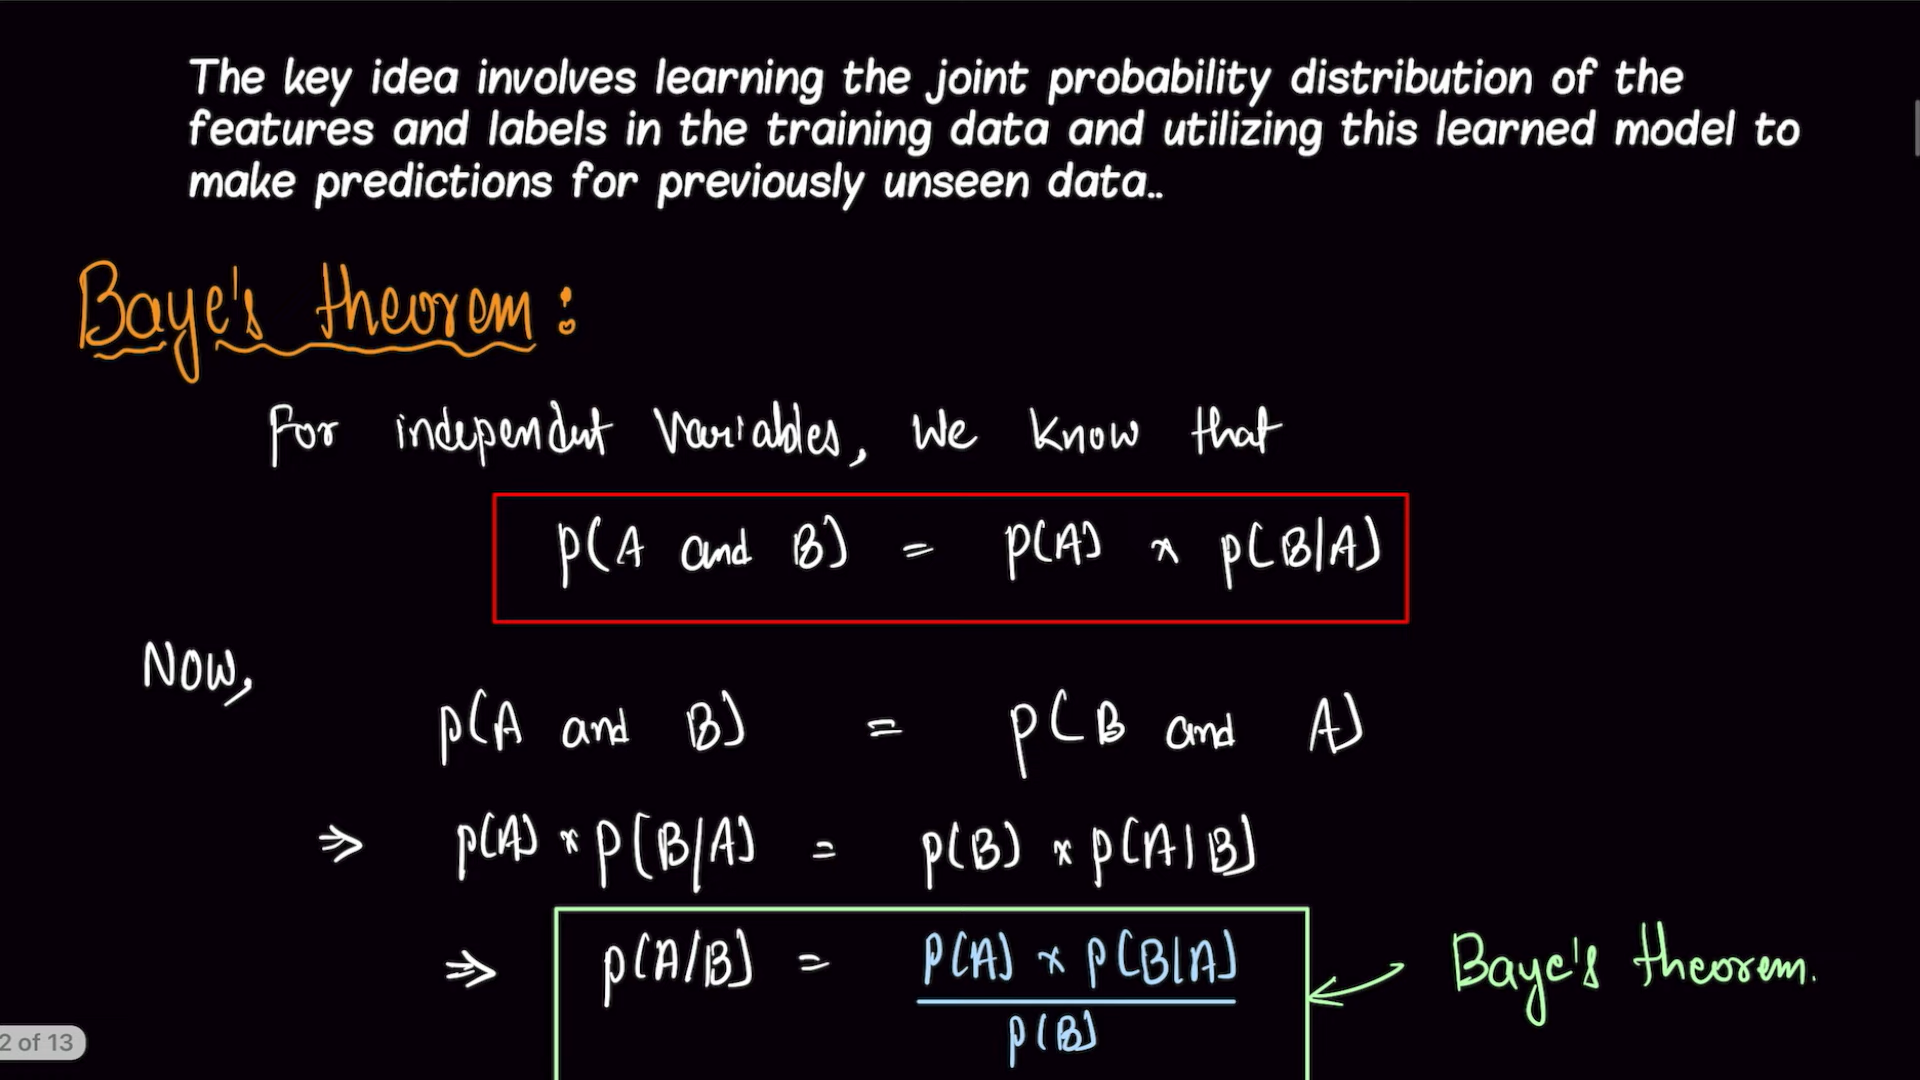 The key idea involves learning the joint probability distribution of the
features and labels in the training data and utilizing this learned model to
make predictions for previously unseen data..
Baye's theorem :
For independent variables, We know that
P(A and B) = P(A) x P(B|A)
Now,
P(A and B) = P(B and A)
⇒ P(A) x P(B/A) = P(B) x P(A|B)
⇒ P(A/B) = P(A) x P(B|A)
P(B)
Baye's theorem.
2 of 13